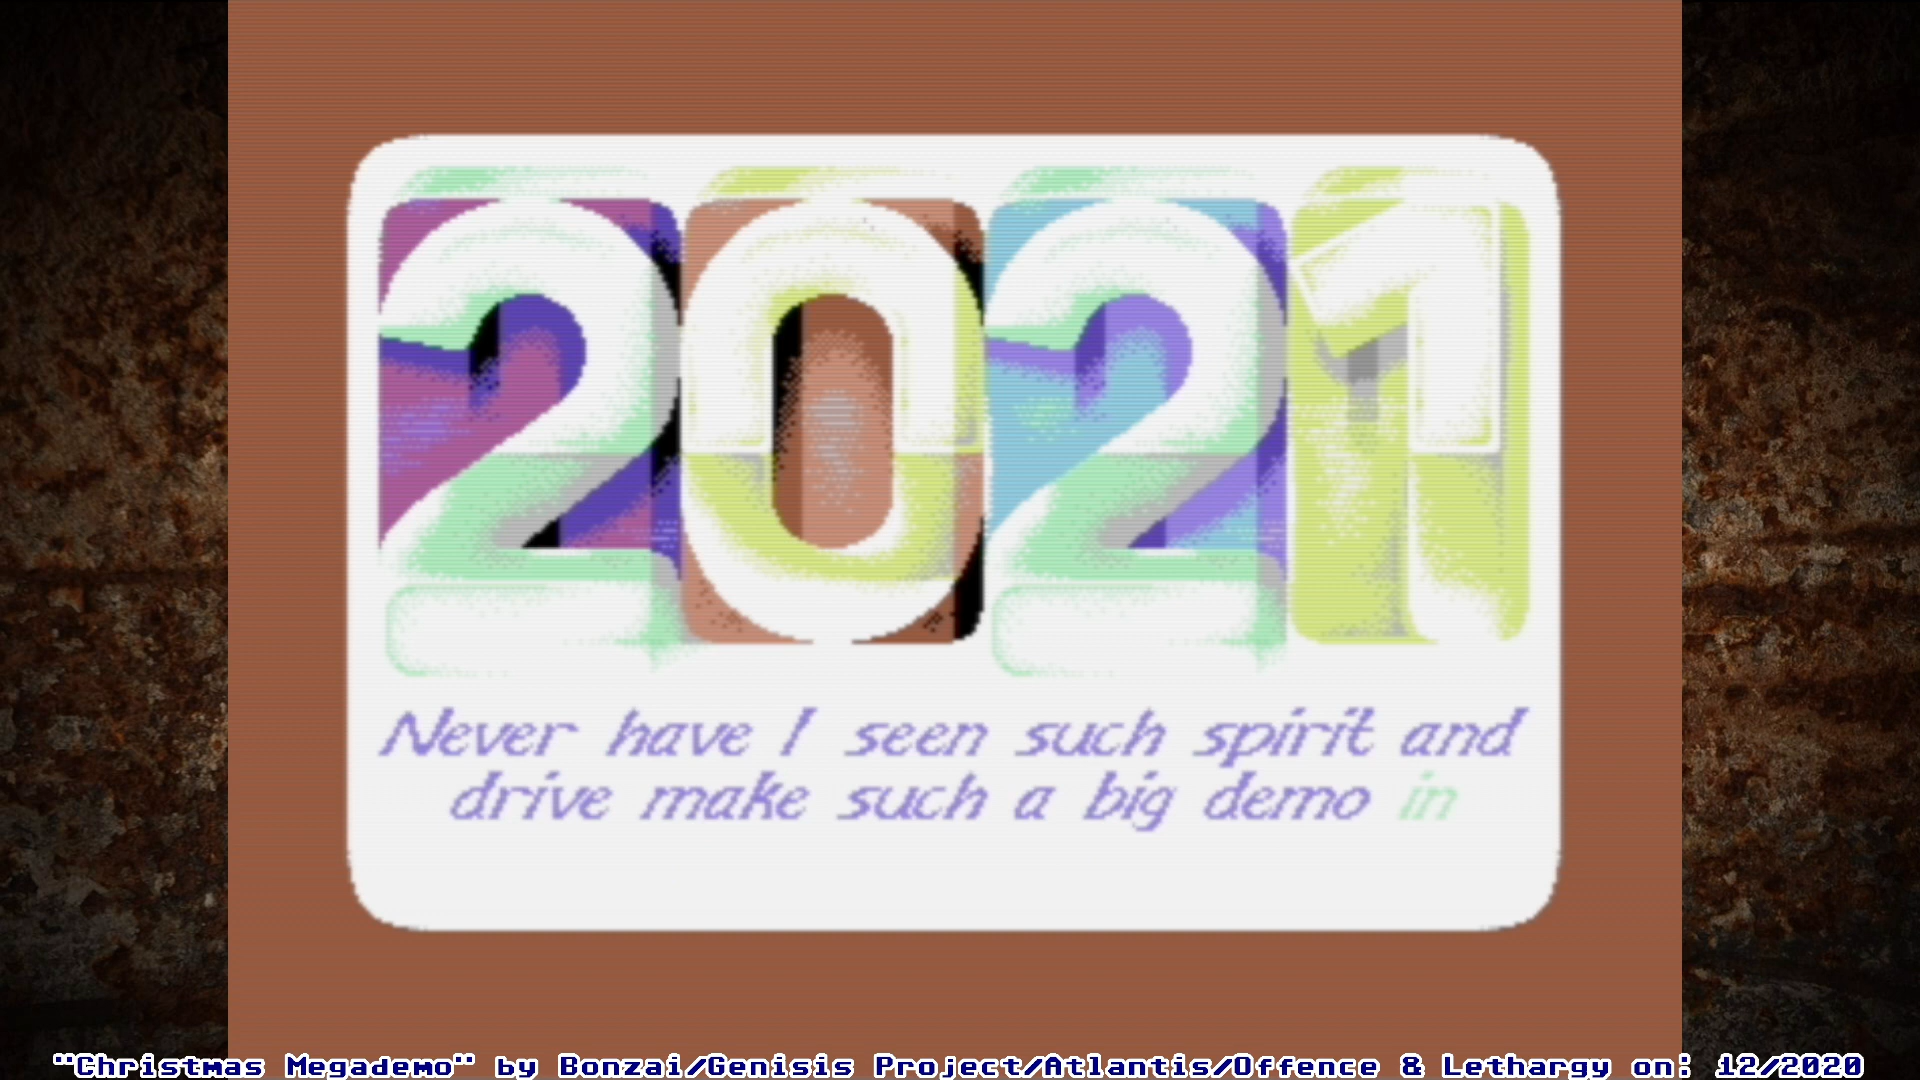 2021
Never have I seen such spirit and
drive make such a big demo in
"Christmas Megademo" by Bonzai/Genisis Project/Atlantis/Offence & Lethargy on: 12/2020